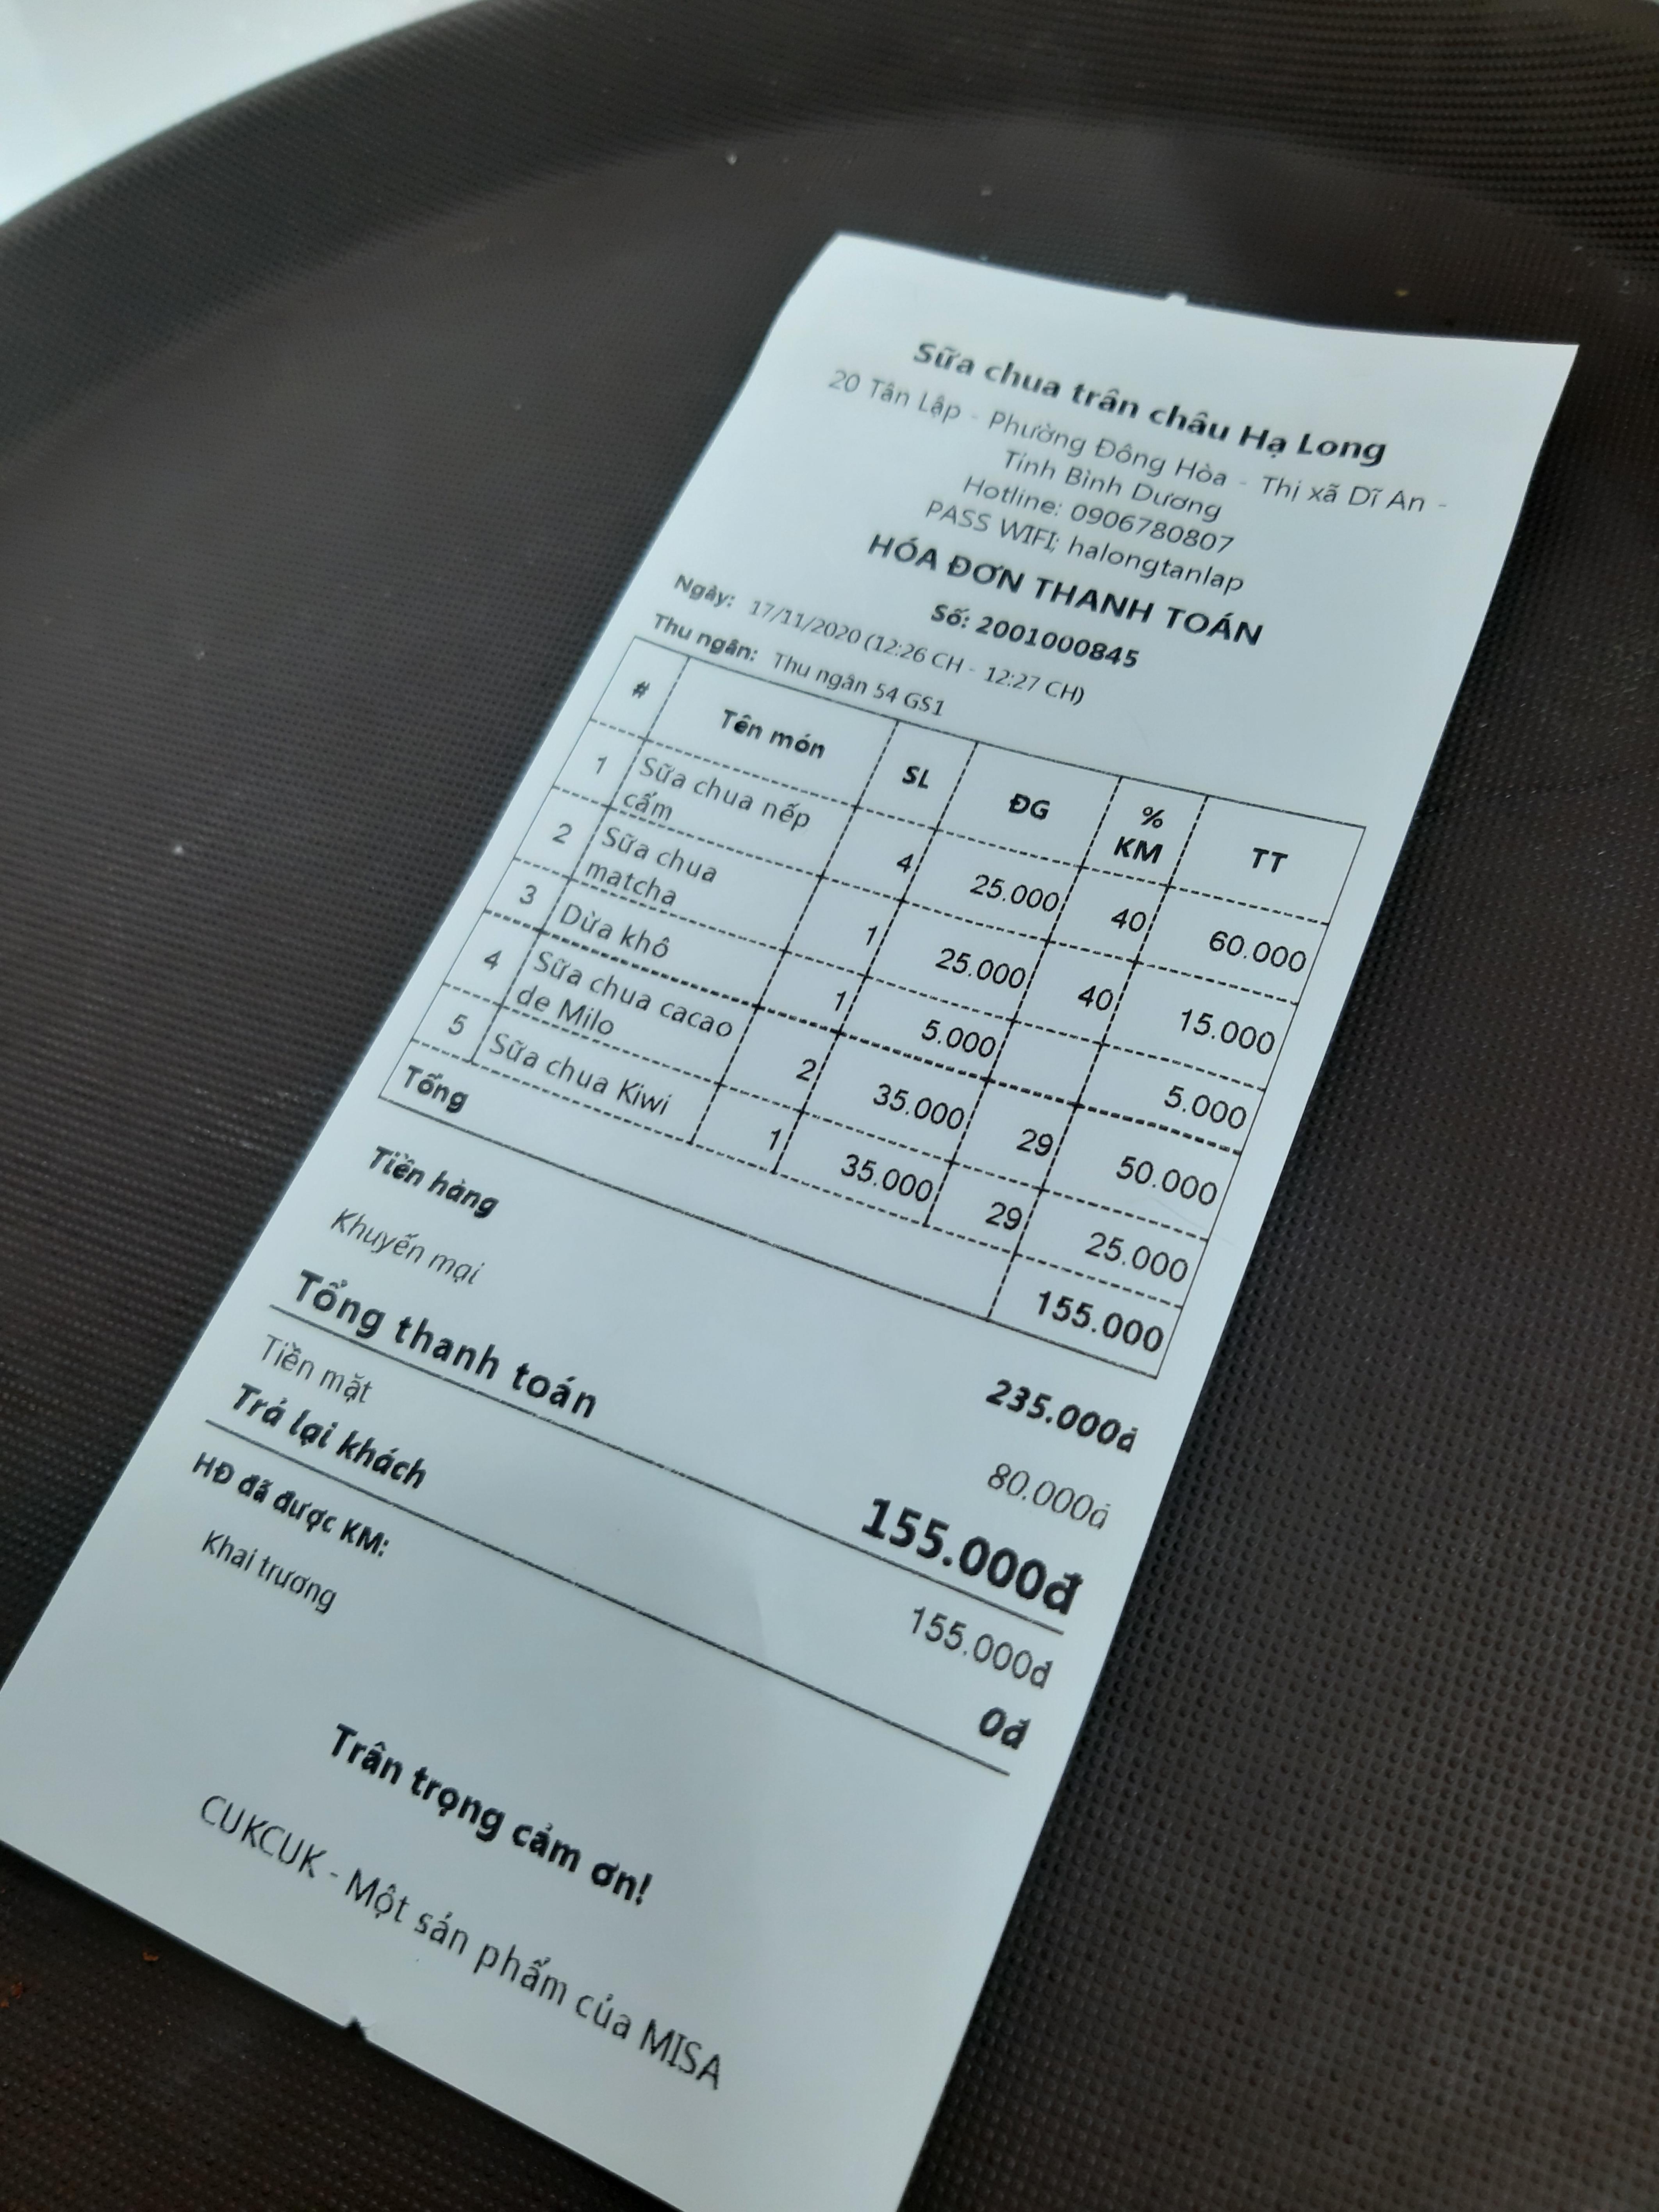 Sữa chua trân châu Hạ Long
20 Tân Lập - Phường Đông Hòa - Thị xã Dĩ An -
Tỉnh Bình Dương
Hotline: 0906780807
PASS WIFI; halongtanlap
HÓA ĐƠN THANH TOÁN
Số: 2001000845
Ngày: 17/11/2020 (12:26 CH - 12:27 CH)
Thu ngân: Thu ngân 54 GS1
# Tên món SL ĐG % KM TT
1 Sữa chua nếp cẩm 4 25.000 40 60.000
2 Sữa chua matcha 1 25.000 40 15.000
3 Dừa khô 1 5.000 5.000
4 Sữa chua cacao de Milo 2 35.000 29 50.000
5 Sữa chua Kiwi 1 35.000 29 25.000
Tổng 155.000
Tiền hàng 235.000đ
Khuyến mại 80.000đ
Tổng thanh toán 155.000đ
Tiền mặt 155.000đ
Trả lại khách 0đ
HĐ đã được KM:
Khai trương
Trân trọng cảm ơn!
CUKCUK - Một sản phẩm của MISA